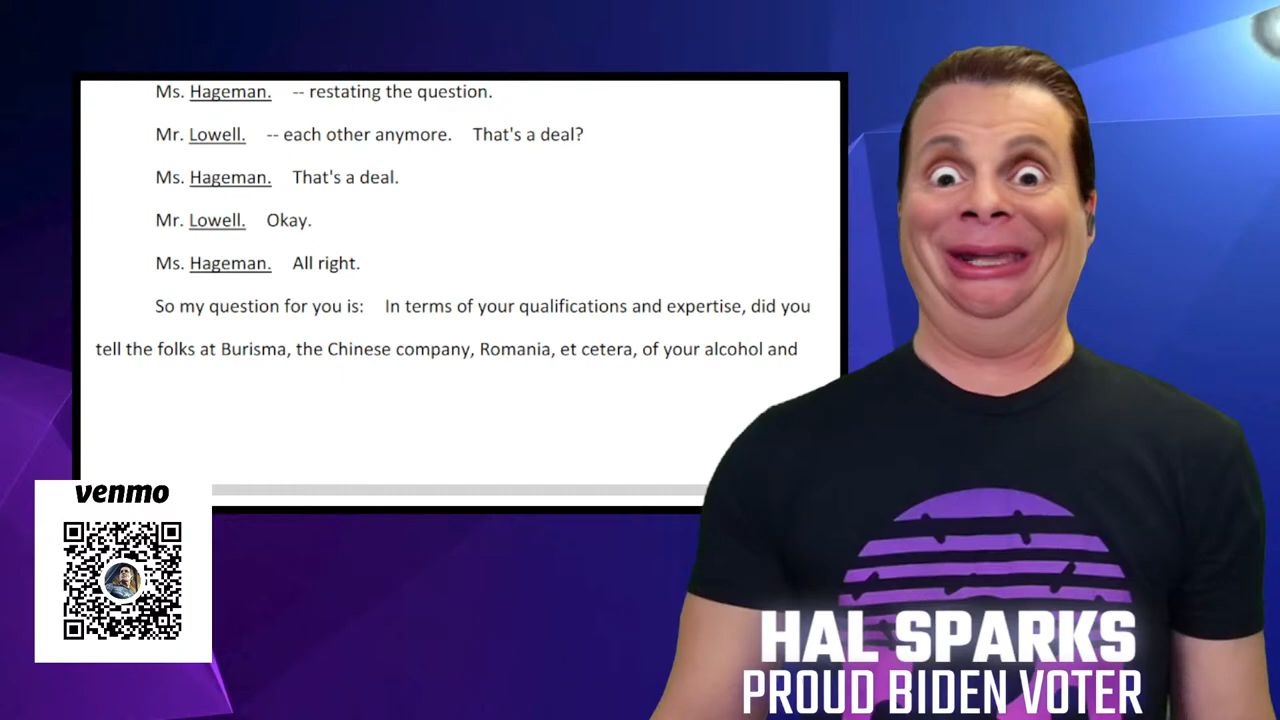 Ms. Hageman. -- restating the question.
Mr. Lowell. -- each other anymore. That's a deal?
Ms. Hageman. That's a deal.
Mr. Lowell. Okay.
Ms. Hageman. All right.
So my question for you is: In terms of your qualifications and expertise, did you
tell the folks at Burisma, the Chinese company, Romania, et cetera, of your alcohol and
venmo
HAL SPARKS
PROUD BIDEN VOTER